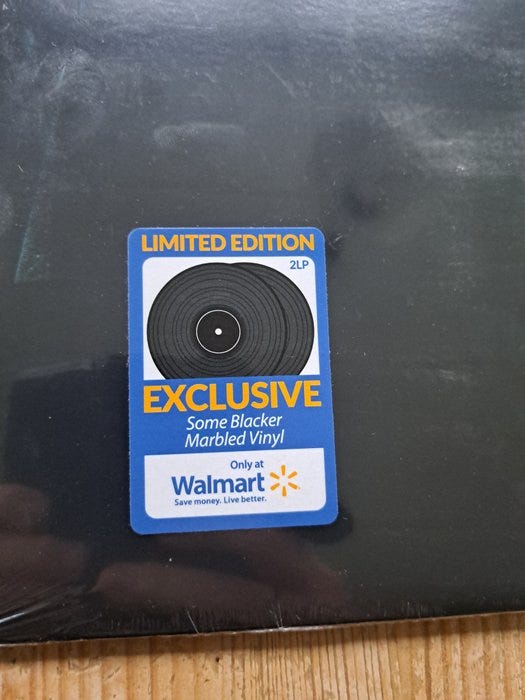 LIMITED EDITION
2LP
EXCLUSIVE
Some Blacker
Marbled Vinyl
Only at
Walmart
Save money. Live better.